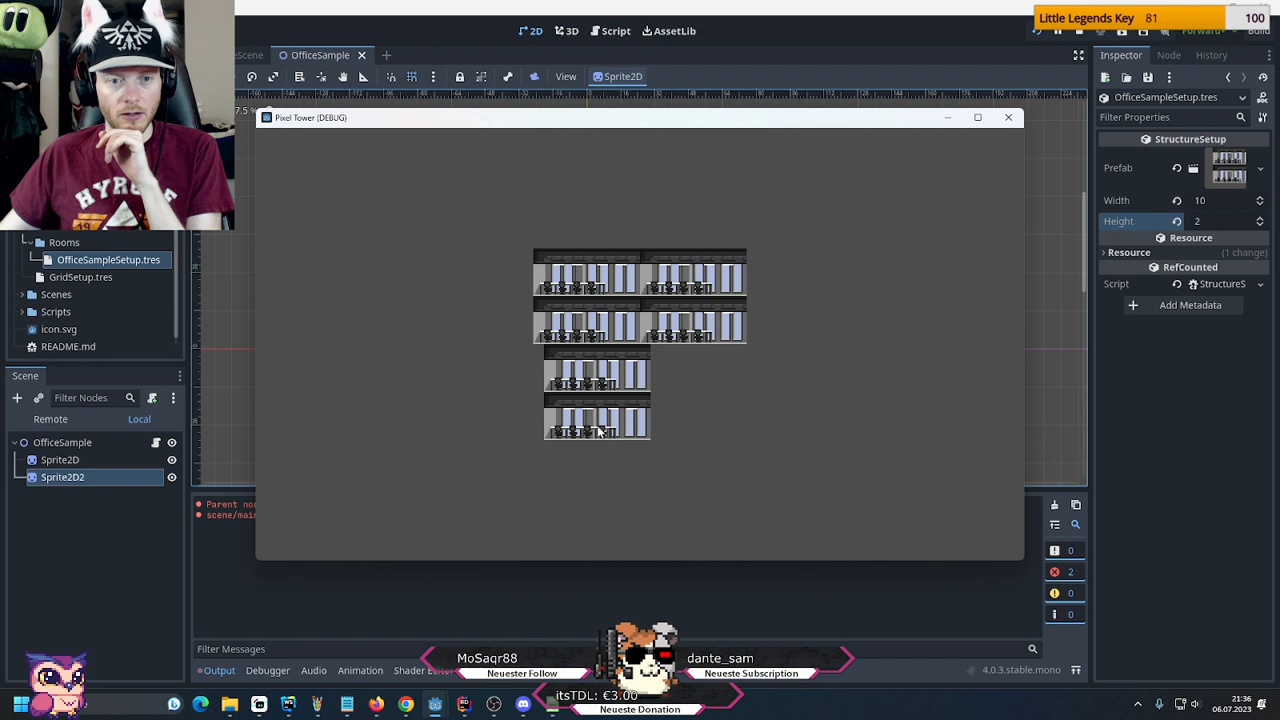 Little Legends Key 81 100
2D 3D Script AssetLib
Scene OfficeSample Inspector Node History
View Sprite2D OfficeSampleSetup.tres
Pixel Tower (DEBUG) Filter Properties
StructureSetup
Prefab
Width 10
Height 2
Resource
Resource (1 change)
RefCounted
Script StructureS
Add Metadata
HYRULE
Rooms
OfficeSampleSetup.tres
GridSetup.tres
Scenes
Scripts
icon.svg
README.md
Scene
Filter Nodes
Remote Local
OfficeSample
Sprite2D
Sprite2D2
Parent no
scene/mai
0
2
0
0
Filter Messages
Output Debugger Audio Animation Shader 4.0.3.stable.mono
MoSaqr88 dante_sam
Neuester Follow Neueste Subscription
itsTDL: €3.00
Neueste Donation
21:36
06.07.2023